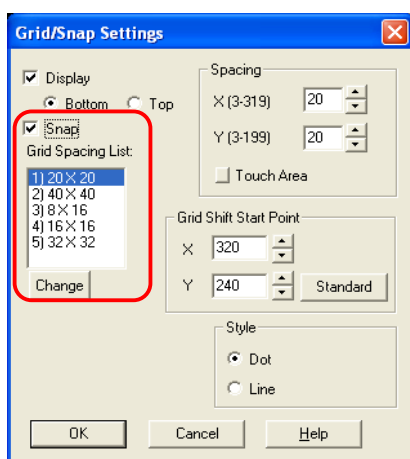 Grid/Snap Settings
Display
Bottom Top
Snap
Grid Spacing List:
1) 20 X 20
2) 40 X 40
3) 8 X 16
4) 16 X 16
5) 32 X 32
Change
Spacing
X (3-319) 20
Y (3-199) 20
Touch Area
Grid Shift Start Point
X 320
Y 240 Standard
Style
Dot
Line
OK Cancel Help